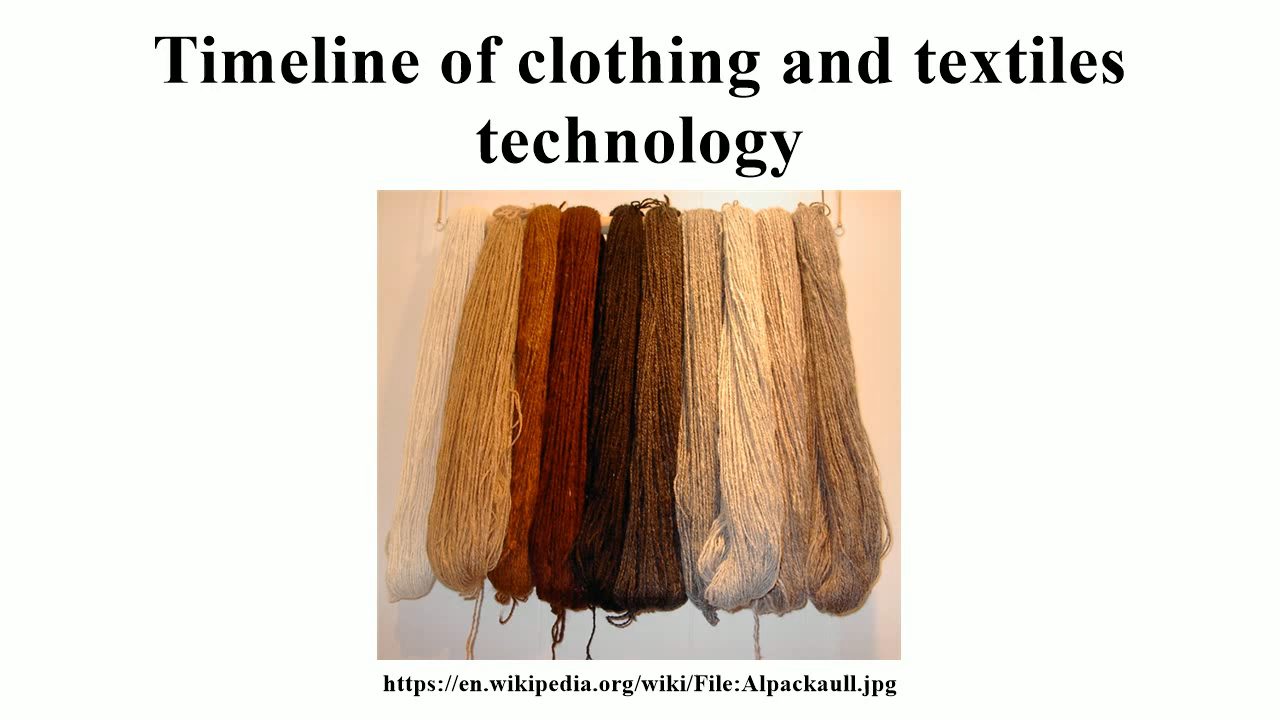 Timeline of clothing and textiles
technology
https://en.wikipedia.org/wiki/File:Alpackaull.jpg